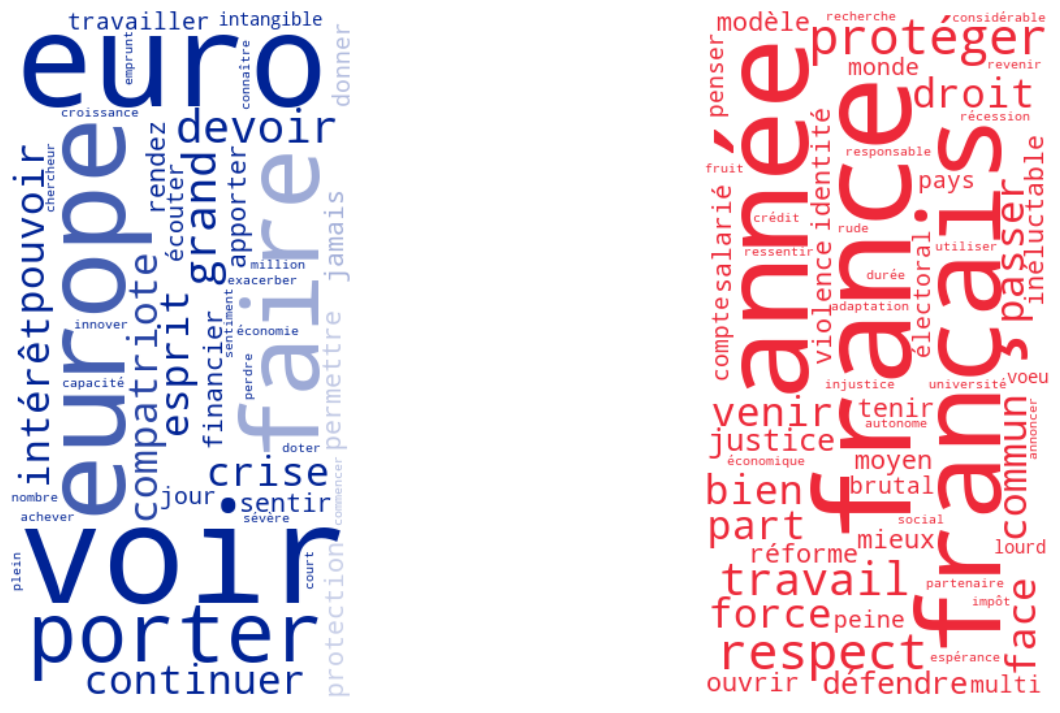 travailler
intangible
euro
emprunt
connaître
donner
croissance
devoir
europe
rendez
écouter
grand
apporter
faire
chercheur
intérêt
pouvoir
jamais
million
exacerber
compatriote
esprit
sentiment
économie
innover
financier
permettre
capacité
perdre
doter
crise
commencer
jour
sentir
nombre
achever
sévère
voir
plein
court
protection
porter
continuer
modèle
recherche
considérable
protéger
penser
année
monde
revenir
france
droit
récession
français
identité
responsable
fruit
pays
salarié
crédit
rude
passer
inéluctable
ressentir
violence
électoral
utiliser
durée
compte
adaptation
injustice
université
voeu
venir
tenir
autonome
commun
annoncer
justice
économique
moyen
bien
brutal
part
social
réforme
mieux
lourd
travail
partenaire
impôt
force
peine
face
respect
espérance
ouvrir
défendre
multi